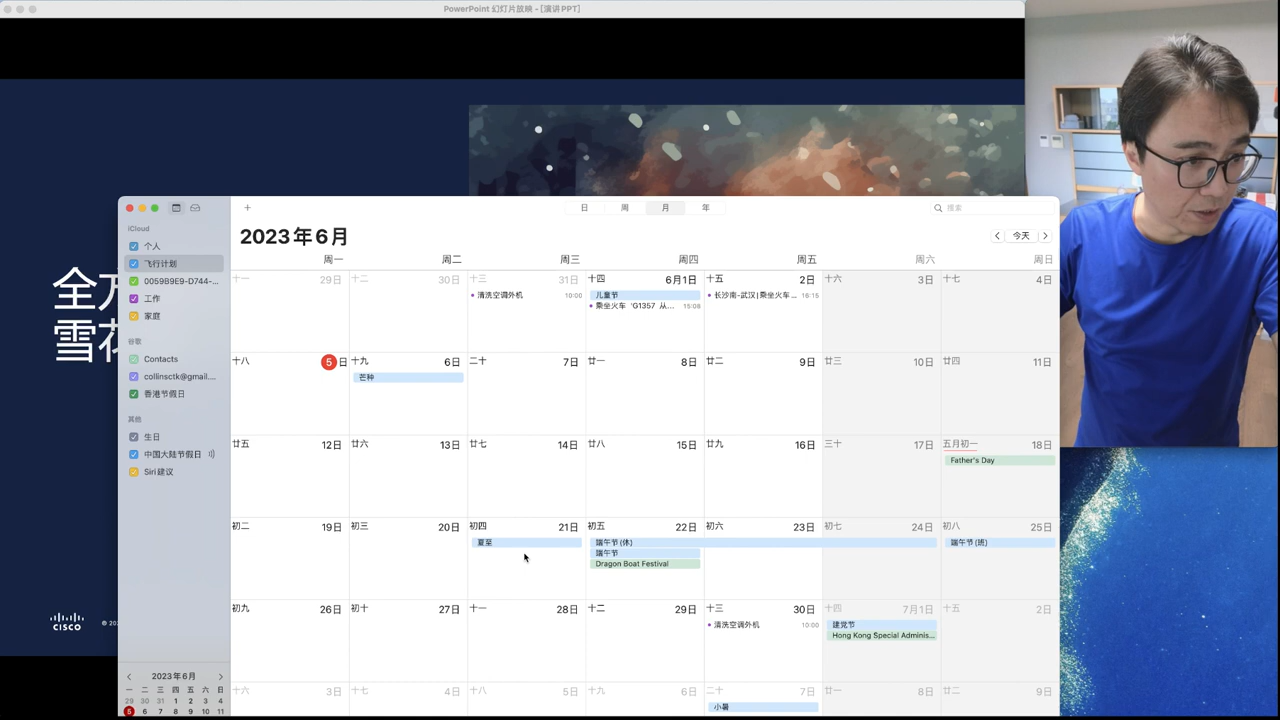 PowerPoint 幻灯片放映 - [演讲PPT]
全
雪花
CISCO
iCloud
个人
飞行计划
0059B9E9-D744-...
工作
家庭
谷歌
Contacts
collinsctk@gmail....
香港节假日
其他
生日
中国大陆节假日
Siri 建议
2023年6月
一 二 三 四 五 六 日
29 30 31 1 2 3 4
5 6 7 8 9 10 11
日 周 月 年
搜索
2023年6月
今天
周一 周二 周三 周四 周五 周六 周日
十一 29日 十二 30日 十三 31日 十四 6月1日 十五 2日 十六 3日 十七 4日
清洗空调外机 10:00 儿童节 长沙南-武汉|乘坐火车... 16:15
乘坐火车“G1357 从... 15:08
十八 5日 十九 6日 二十 7日 廿一 8日 廿二 9日 廿三 10日 廿四 11日
芒种
廿五 12日 廿六 13日 廿七 14日 廿八 15日 廿九 16日 三十 17日 五月初一 18日
Father's Day
初二 19日 初三 20日 初四 21日 初五 22日 初六 23日 初七 24日 初八 25日
夏至 端午节 (休) 端午节 (班)
端午节
Dragon Boat Festival
初九 26日 初十 27日 十一 28日 十二 29日 十三 30日 十四 7月1日 十五 2日
清洗空调外机 10:00 建党节
Hong Kong Special Adminis...
十六 3日 十七 4日 十八 5日 十九 6日 二十 7日 廿一 8日 廿二 9日
小暑